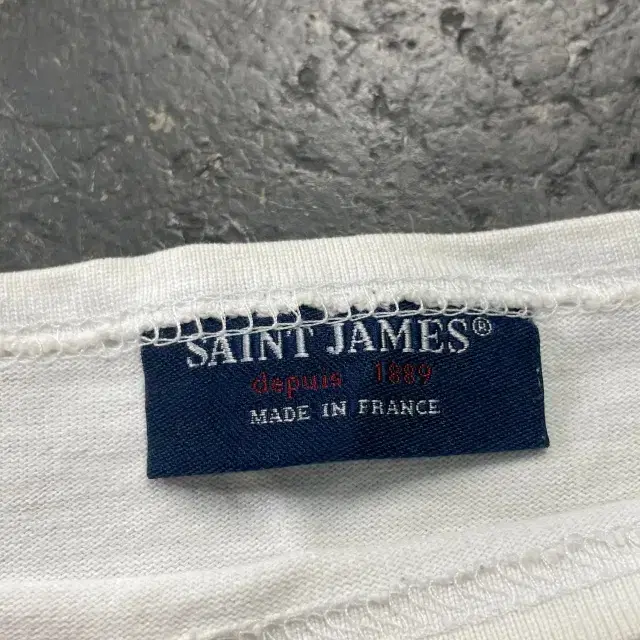 SAINT JAMES®
depuis 1889
MADE IN FRANCE